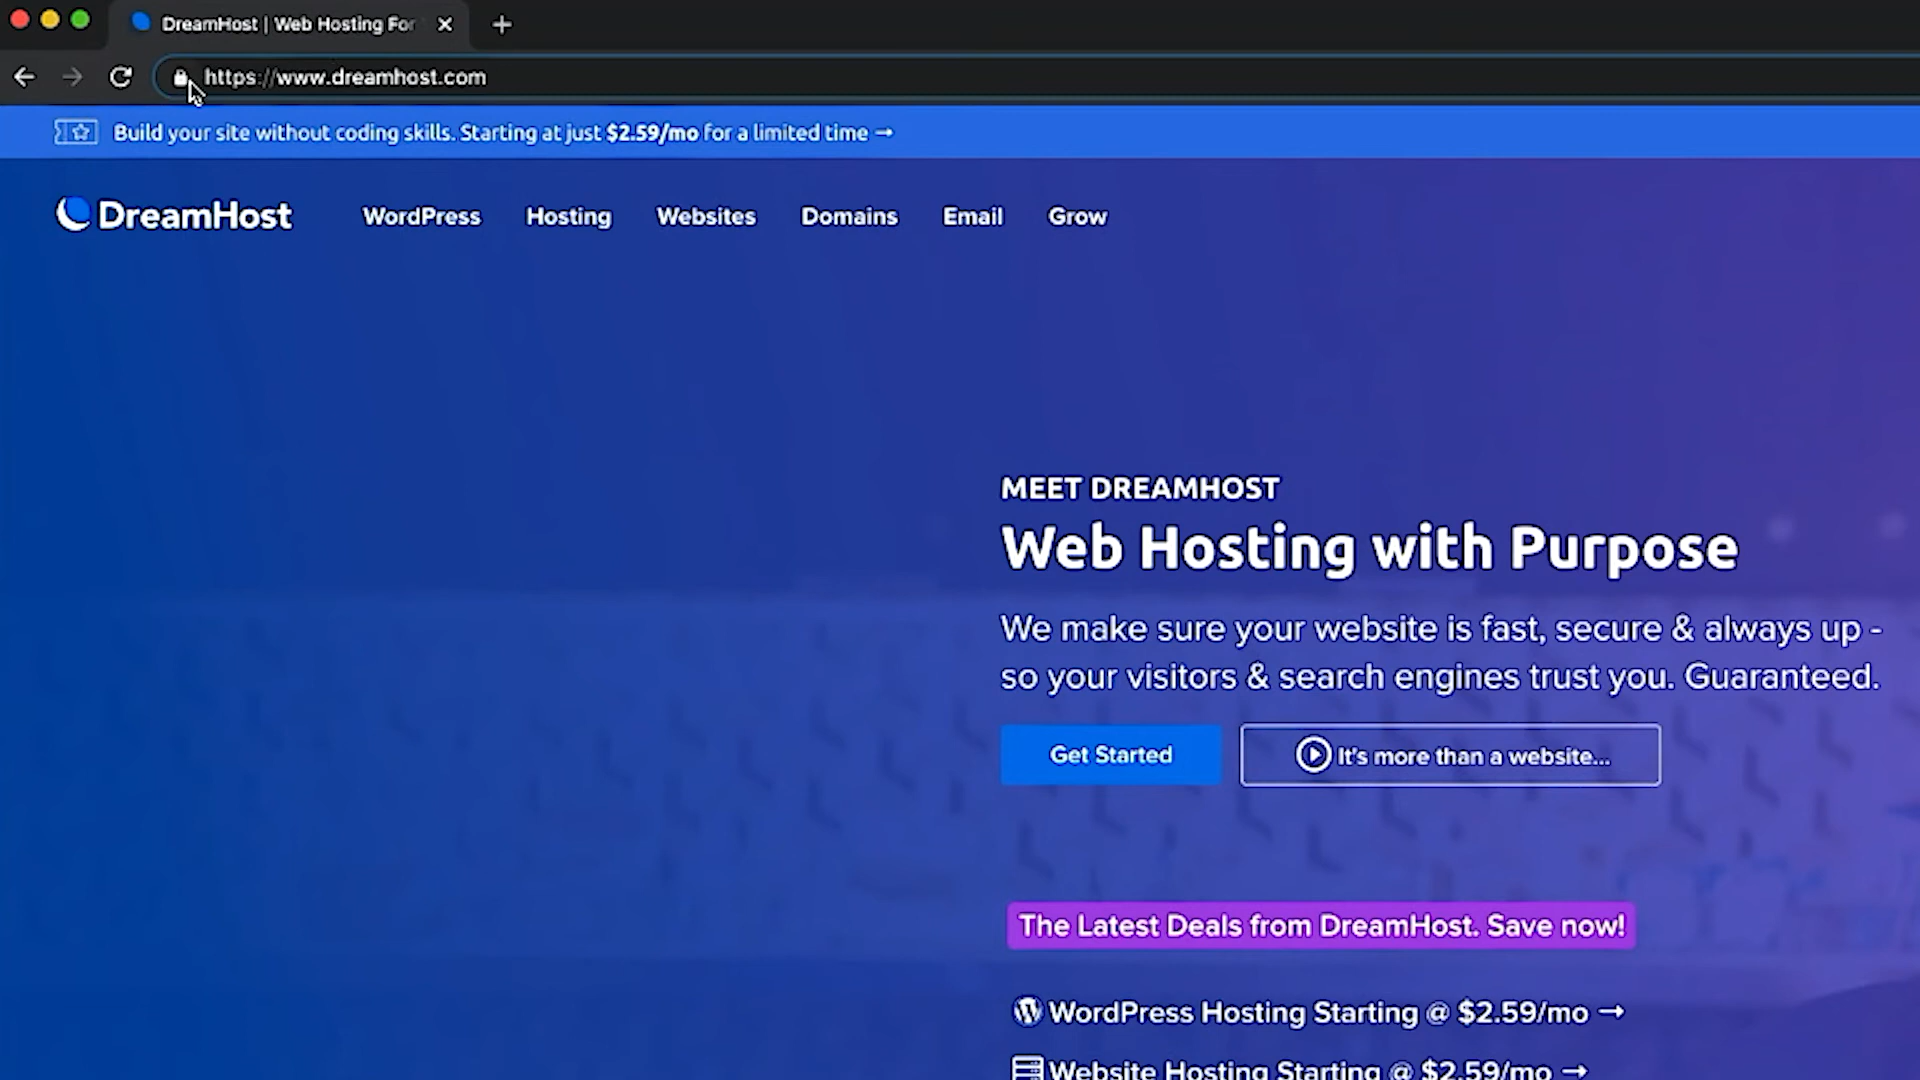 DreamHost | Web Hosting For
https://www.dreamhost.com
Build your site without coding skills. Starting at just $2.59/mo for a limited time →
DreamHost
WordPress Hosting Websites Domains Email Grow
MEET DREAMHOST
Web Hosting with Purpose
We make sure your website is fast, secure & always up -
so your visitors & search engines trust you. Guaranteed.
Get Started
It's more than a website...
The Latest Deals from DreamHost. Save now!
WordPress Hosting Starting @ $2.59/mo →
Website Hosting Starting @ $2.59/mo →